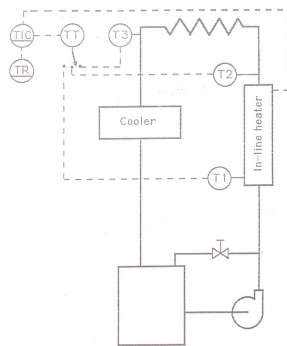 TIC TT T3
TR T2
Cooler
In-line heater
T1